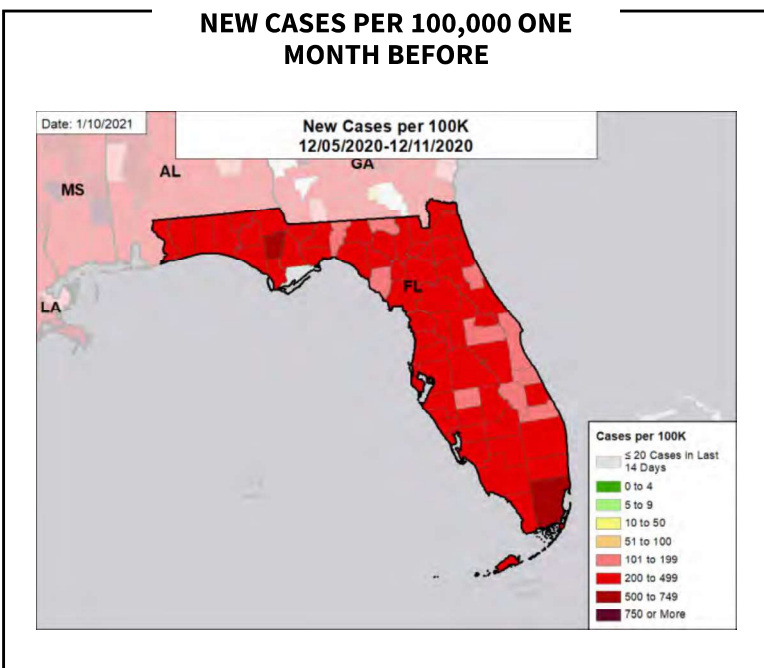 NEW CASES PER 100,000 ONE
MONTH BEFORE
Date: 1/10/2021
New Cases per 100K
12/05/2020-12/11/2020
MS
AL
GA
LA
FL
Cases per 100K
≤ 20 Cases in Last
14 Days
0 to 4
5 to 9
10 to 50
51 to 100
101 to 199
200 to 499
500 to 749
750 or More